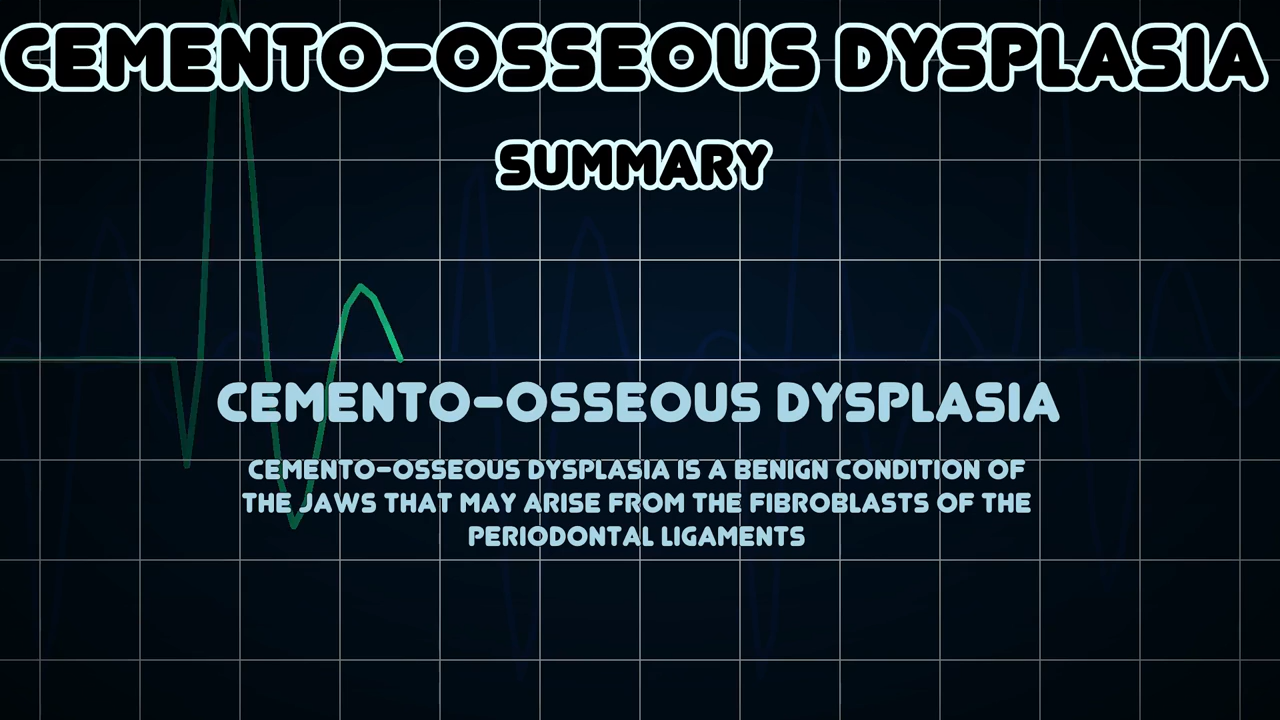 CEMENTO-OSSEOUS DYSPLASIA
SUMMARY
CEMENTO-OSSEOUS DYSPLASIA
CEMENTO-OSSEOUS DYSPLASIA IS A BENIGN CONDITION OF
THE JAWS THAT MAY ARISE FROM THE FIBROBLASTS OF THE
PERIODONTAL LIGAMENTS